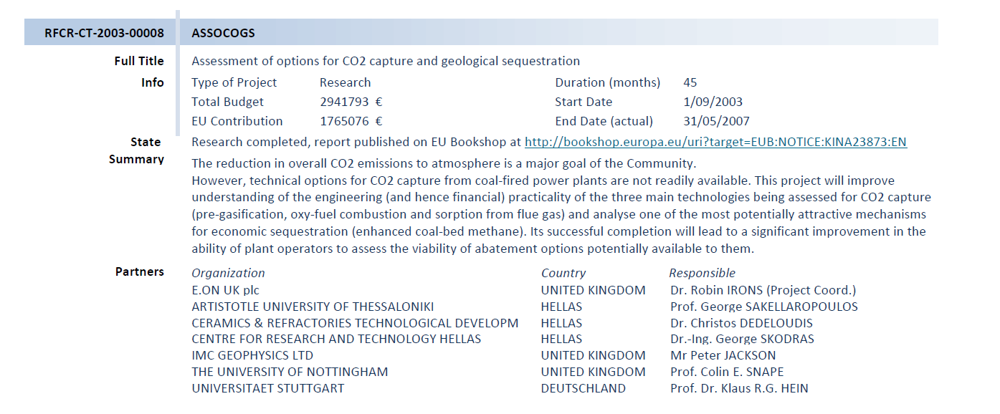 RFCR-CT-2003-00008 ASSOCOGS
Full Title Assessment of options for CO2 capture and geological sequestration
Info Type of Project Research Duration (months) 45
Total Budget 2941793 € Start Date 1/09/2003
EU Contribution 1765076 € End Date (actual) 31/05/2007
State Research completed, report published on EU Bookshop at http://bookshop.europa.eu/uri?target=EUB:NOTICE:KINA23873:EN
Summary The reduction in overall CO2 emissions to atmosphere is a major goal of the Community.
However, technical options for CO2 capture from coal-fired power plants are not readily available. This project will improve
understanding of the engineering (and hence financial) practicality of the three main technologies being assessed for CO2 capture
(pre-gasification, oxy-fuel combustion and sorption from flue gas) and analyse one of the most potentially attractive mechanisms
for economic sequestration (enhanced coal-bed methane). Its successful completion will lead to a significant improvement in the
ability of plant operators to assess the viability of abatement options potentially available to them.
Partners Organization Country Responsible
E.ON UK plc UNITED KINGDOM Dr. Robin IRONS (Project Coord.)
ARTISTOTLE UNIVERSITY OF THESSALONIKI HELLAS Prof. George SAKELLAROPOULOS
CERAMICS & REFRACTORIES TECHNOLOGICAL DEVELOPM HELLAS Dr. Christos DEDELOUDIS
CENTRE FOR RESEARCH AND TECHNOLOGY HELLAS HELLAS Dr.-Ing. George SKODRAS
IMC GEOPHYSICS LTD UNITED KINGDOM Mr Peter JACKSON
THE UNIVERSITY OF NOTTINGHAM UNITED KINGDOM Prof. Colin E. SNAPE
UNIVERSITAET STUTTGART DEUTSCHLAND Prof. Dr. Klaus R.G. HEIN